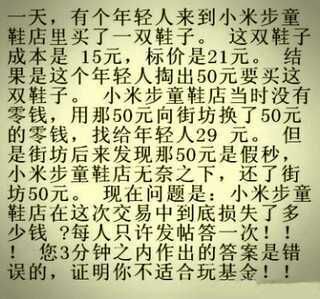 一天，有个年轻人来到小米步童
鞋店里买了一双鞋子。 这双鞋子
成本是 15元，标价是21元。 结
果是这个年轻人掏出50元要买这
双鞋子。 小米步童鞋店当时没有
零钱，用那50元向街坊换了50元
的零钱，找给年轻人29 元。 但
是街坊后来发现那50元是假秒，
小米步童鞋店无奈之下，还了街
坊50元。 现在问题是：小米步童
鞋店在这次交易中到底损失了多
少钱 ?每人只许发帖答一次！！
！ 您3分钟之内作出的答案是错
误的，证明你不适合玩基金！！